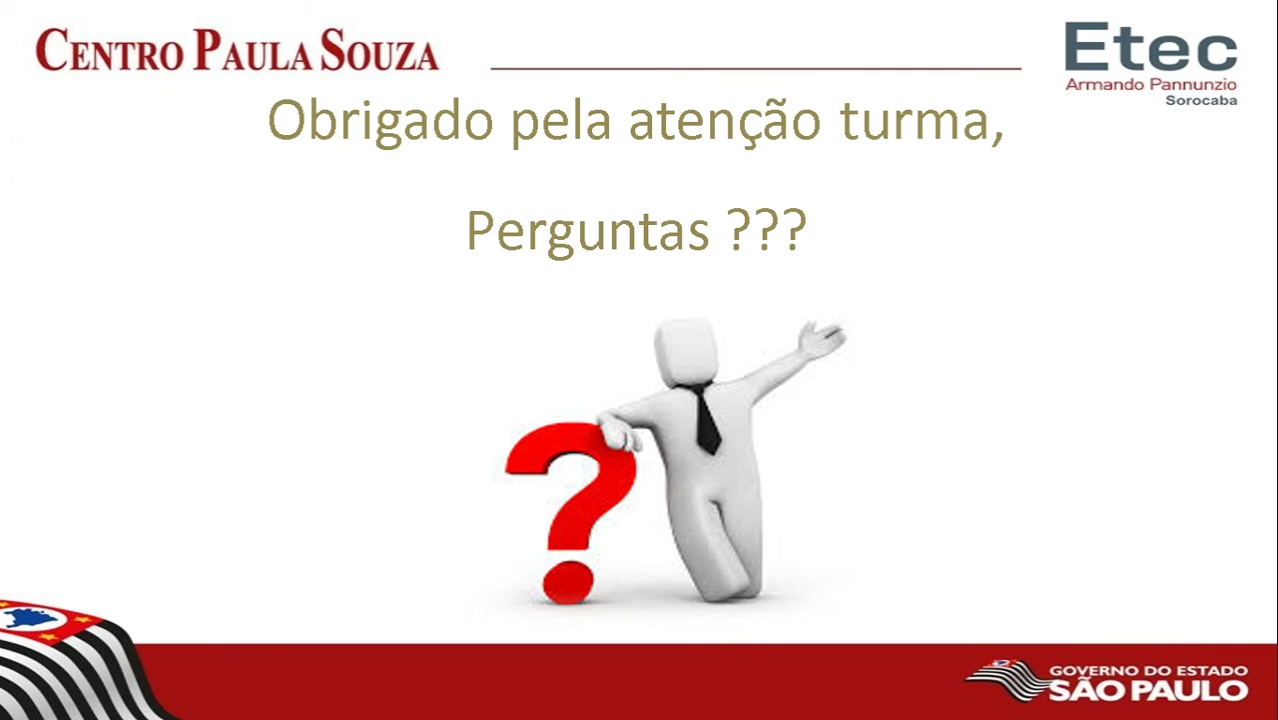 CENTRO PAULA SOUZA
Etec
Armando Pannunzio
Sorocaba
Obrigado pela atenção turma,
Perguntas ???
GOVERNO DO ESTADO
SÃO PAULO